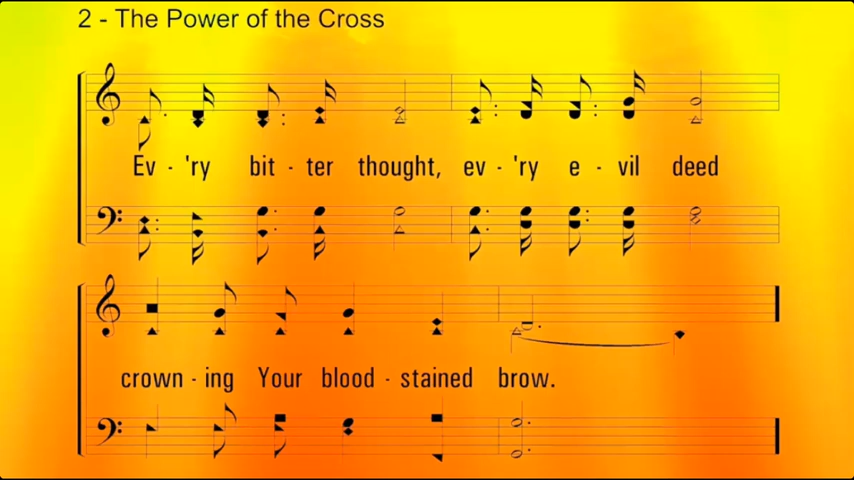 2 - The Power of the Cross
Ev - 'ry bit - ter thought, ev - 'ry e - vil deed
crown - ing Your blood - stained brow.